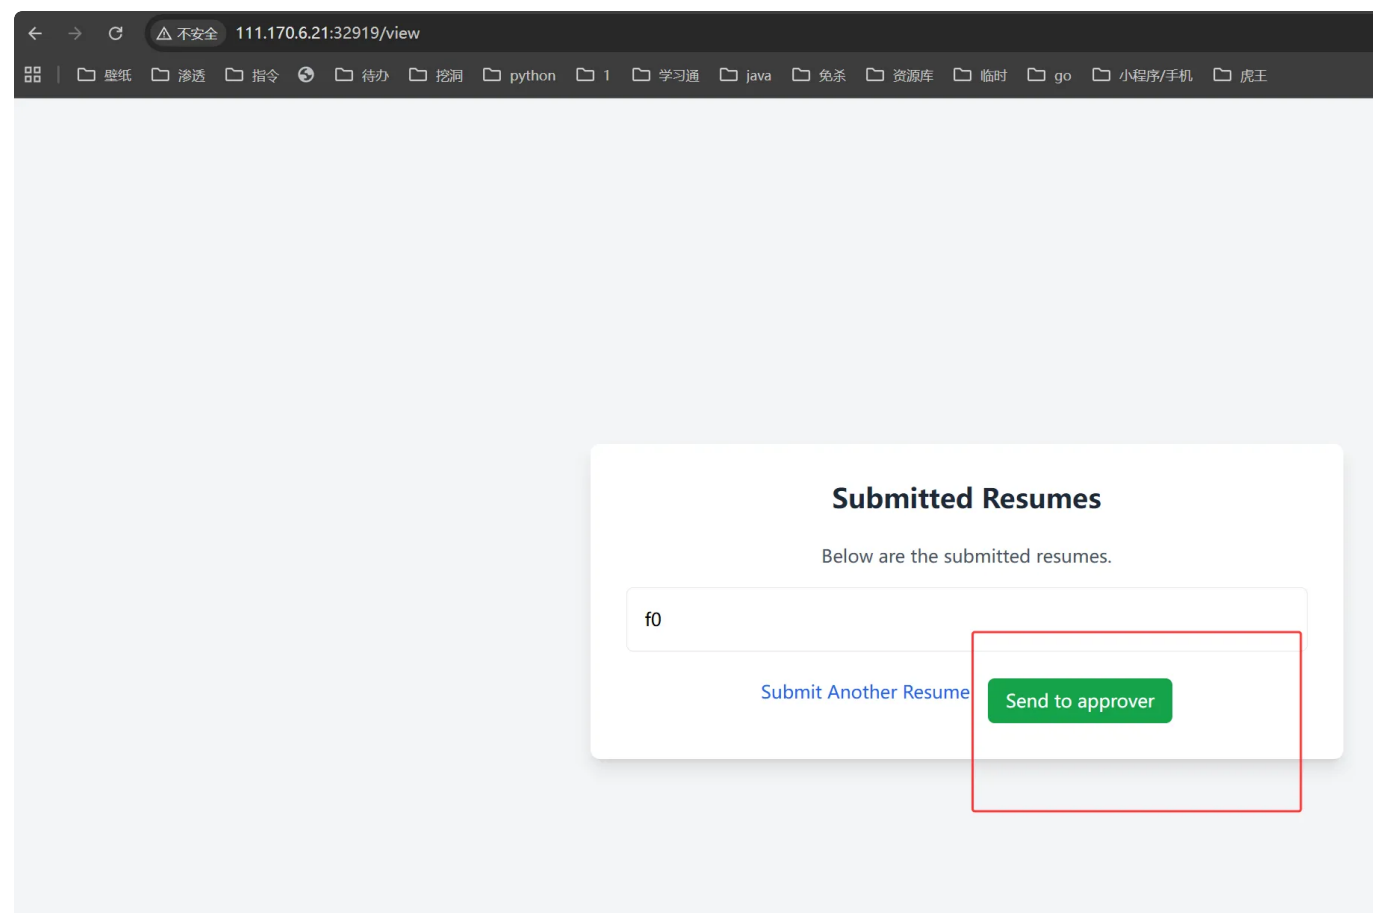 不安全 111.170.6.21:32919/view
壁纸 渗透 指令 待办 挖洞 python 1 学习通 java 免杀 资源库 临时 go 小程序/手机 虎王
Submitted Resumes
Below are the submitted resumes.
f0
Submit Another Resume Send to approver